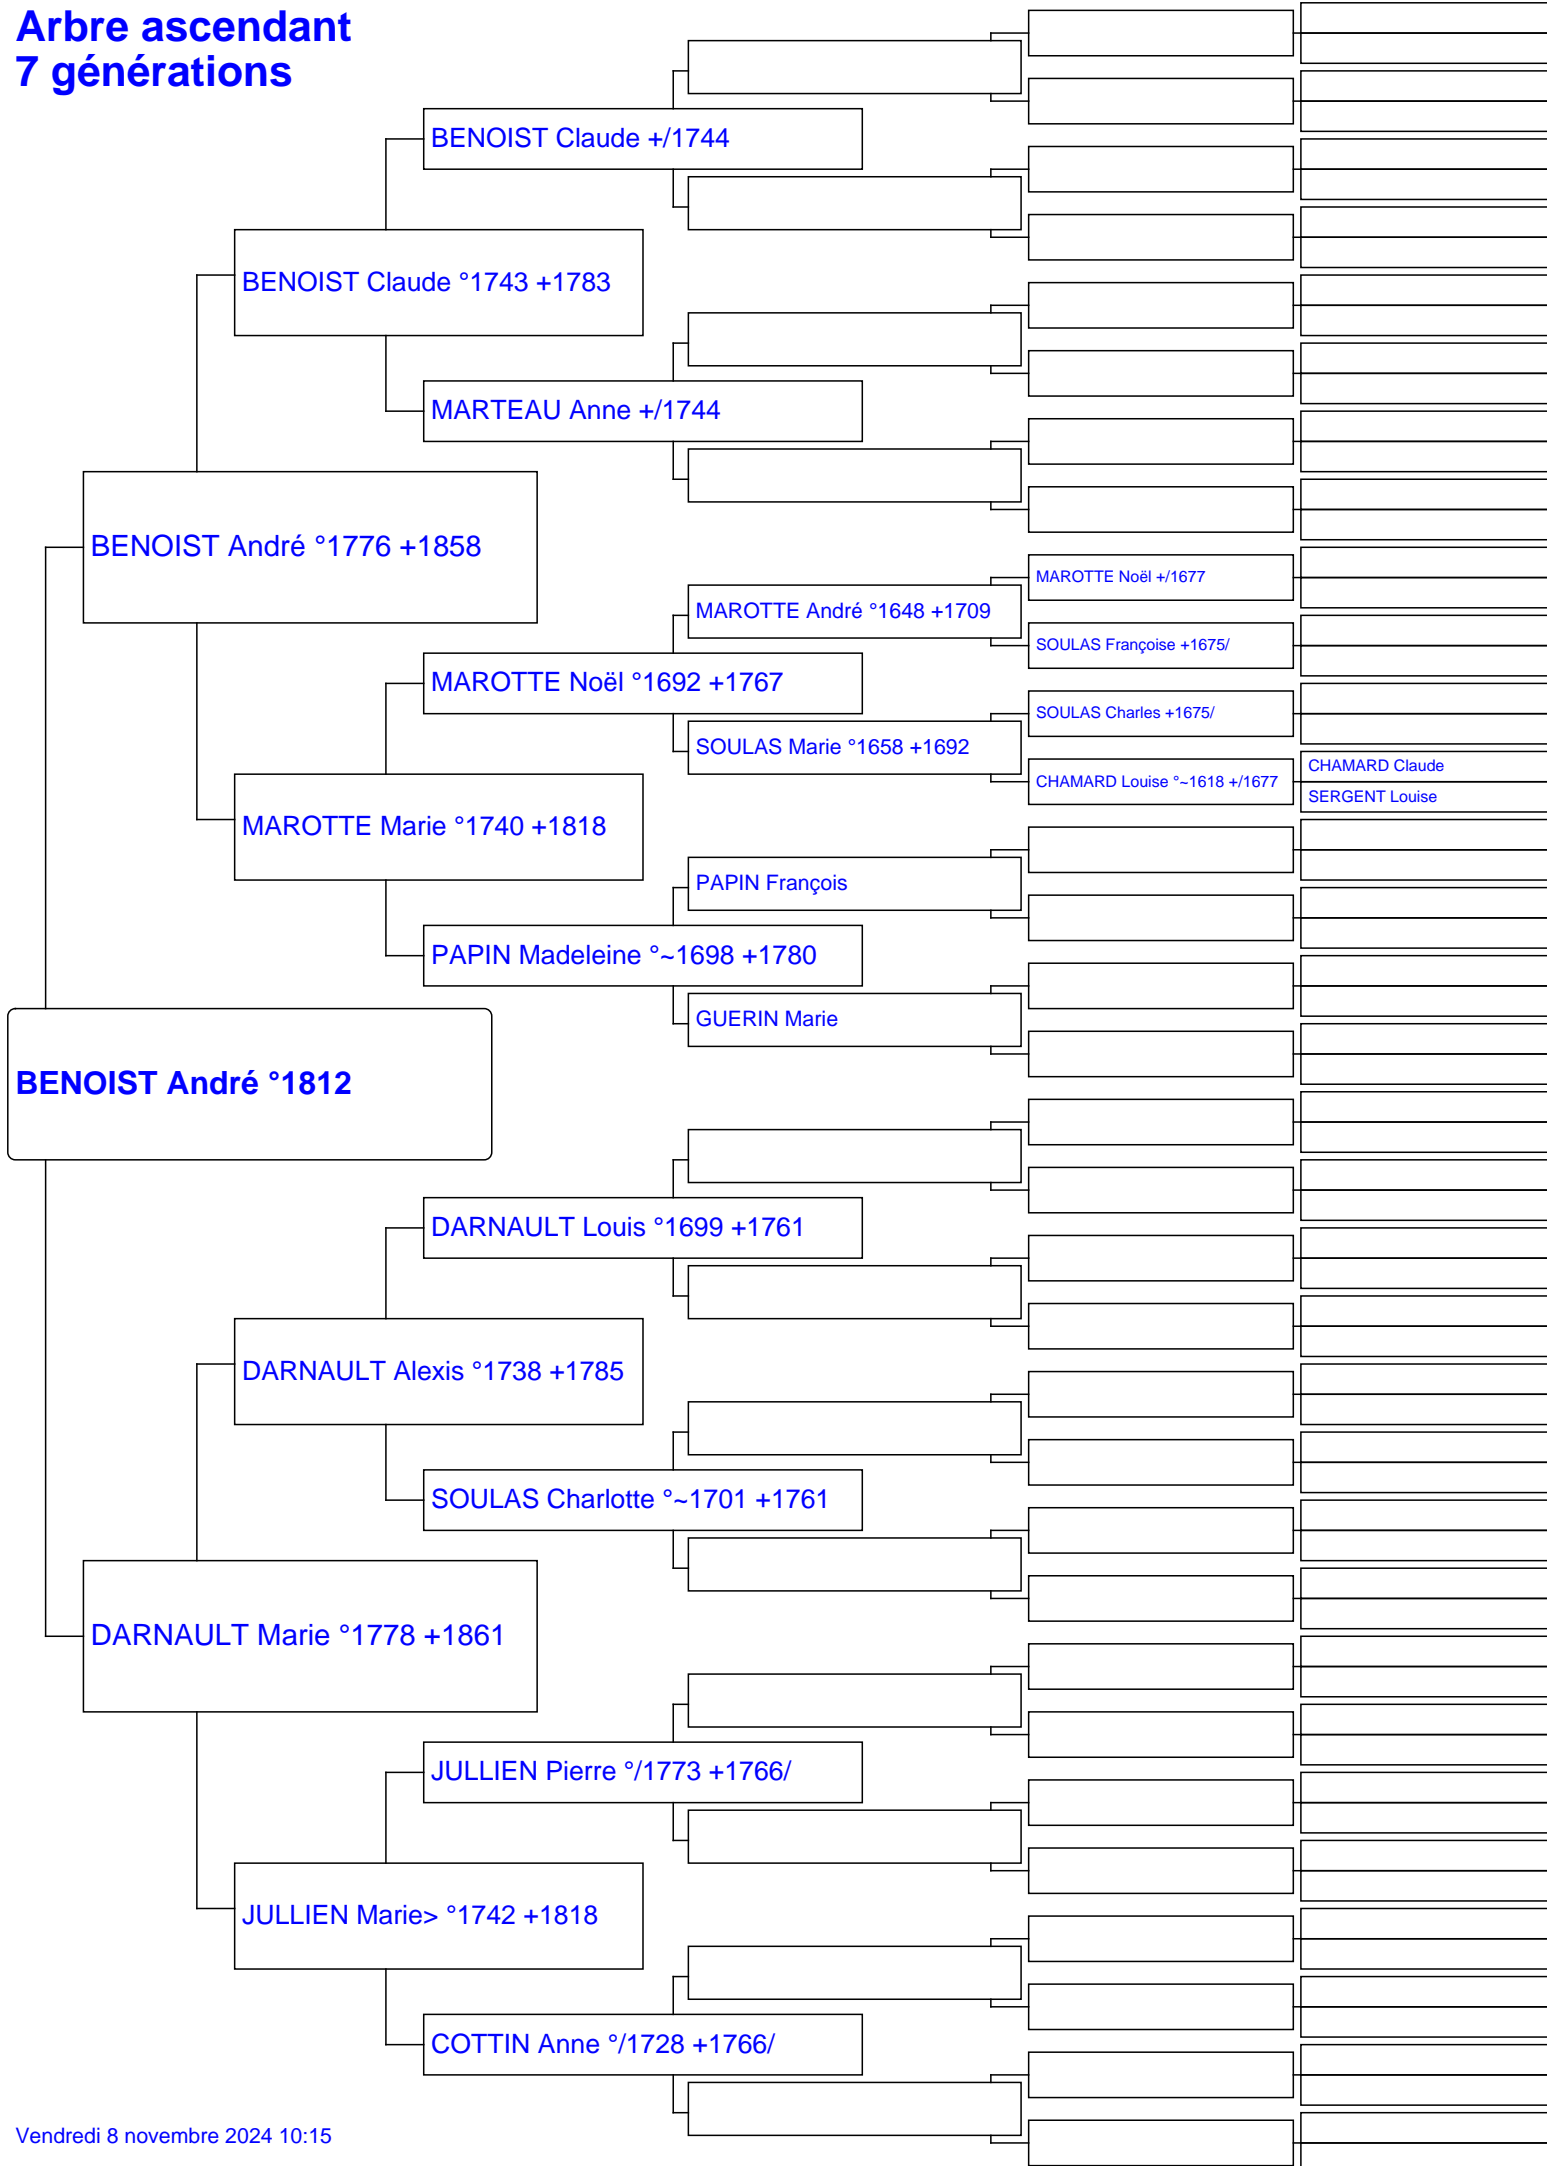 Arbre ascendant
7 générations
BENOIST Claude +/1744
BENOIST Claude °1743 +1783
MARTEAU Anne +/1744
BENOIST André °1776 +1858
MAROTTE Noël +/1677
MAROTTE André °1648 +1709
SOULAS Françoise +1675/
MAROTTE Noël °1692 +1767
SOULAS Charles +1675/
SOULAS Marie °1658 +1692
CHAMARD Claude
CHAMARD Louise °~1618 +/1677
SERGENT Louise
MAROTTE Marie °1740 +1818
PAPIN François
PAPIN Madeleine °~1698 +1780
GUERIN Marie
BENOIST André °1812
DARNAULT Louis °1699 +1761
DARNAULT Alexis °1738 +1785
SOULAS Charlotte °~1701 +1761
DARNAULT Marie °1778 +1861
JULLIEN Pierre °/1773 +1766/
JULLIEN Marie> °1742 +1818
COTTIN Anne °/1728 +1766/
Vendredi 8 novembre 2024 10:15